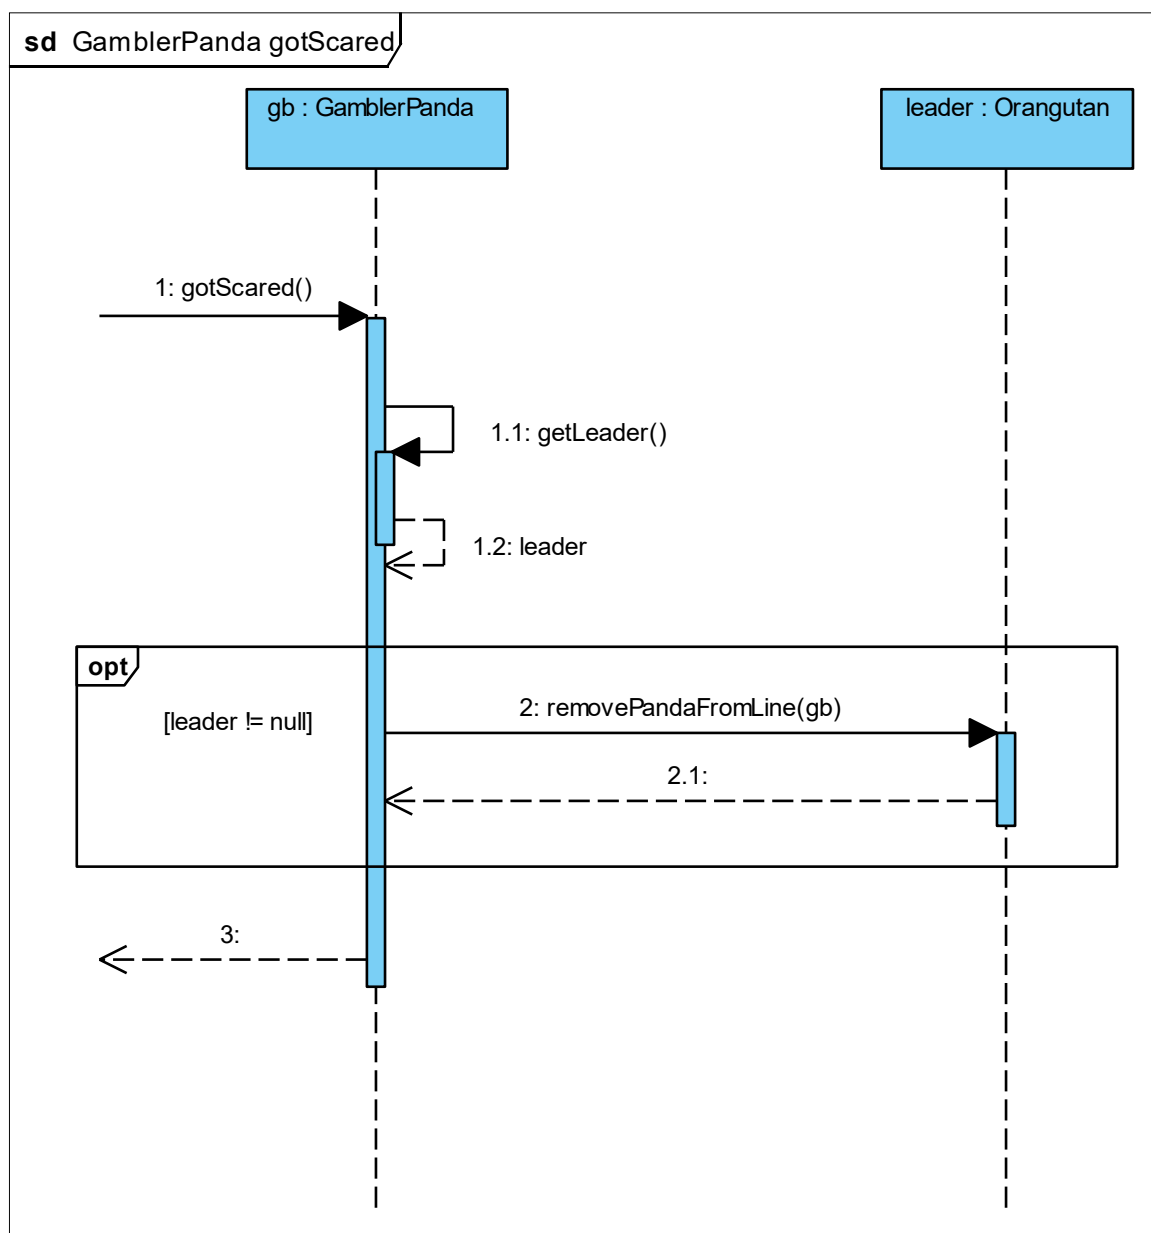 sd GamblerPanda gotScared
gb : GamblerPanda
leader : Orangutan
1: gotScared()
1.1: getLeader()
1.2: leader
opt
[leader != null]
2: removePandaFromLine(gb)
2.1:
3: